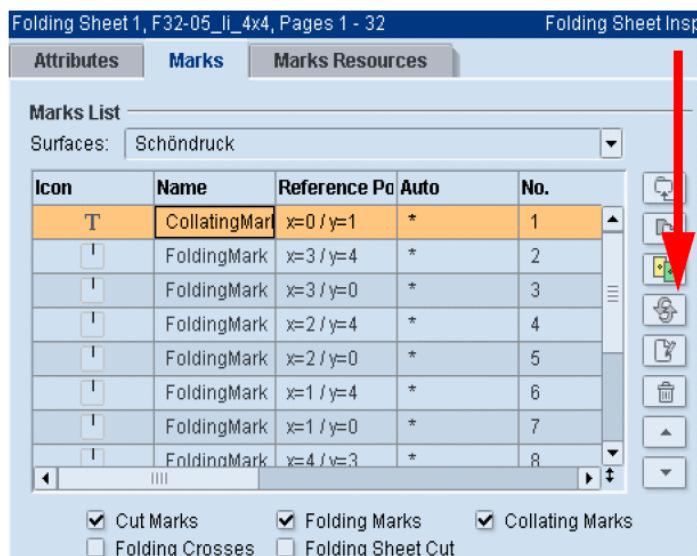 Folding Sheet 1, F32-05_li_4x4, Pages 1 - 32 Folding Sheet Insp
Attributes Marks Marks Resources
Marks List
Surfaces: Schöndruck
Icon Name Reference Po Auto No.
T CollatingMark x=0 / y=1 * 1
FoldingMark x=3 / y=4 * 2
FoldingMark x=3 / y=0 * 3
FoldingMark x=2 / y=4 * 4
FoldingMark x=2 / y=0 * 5
FoldingMark x=1 / y=4 * 6
FoldingMark x=1 / y=0 * 7
FoldingMark x=4 / y=3 * 8
Cut Marks Folding Marks Collating Marks
Folding Crosses Folding Sheet Cut